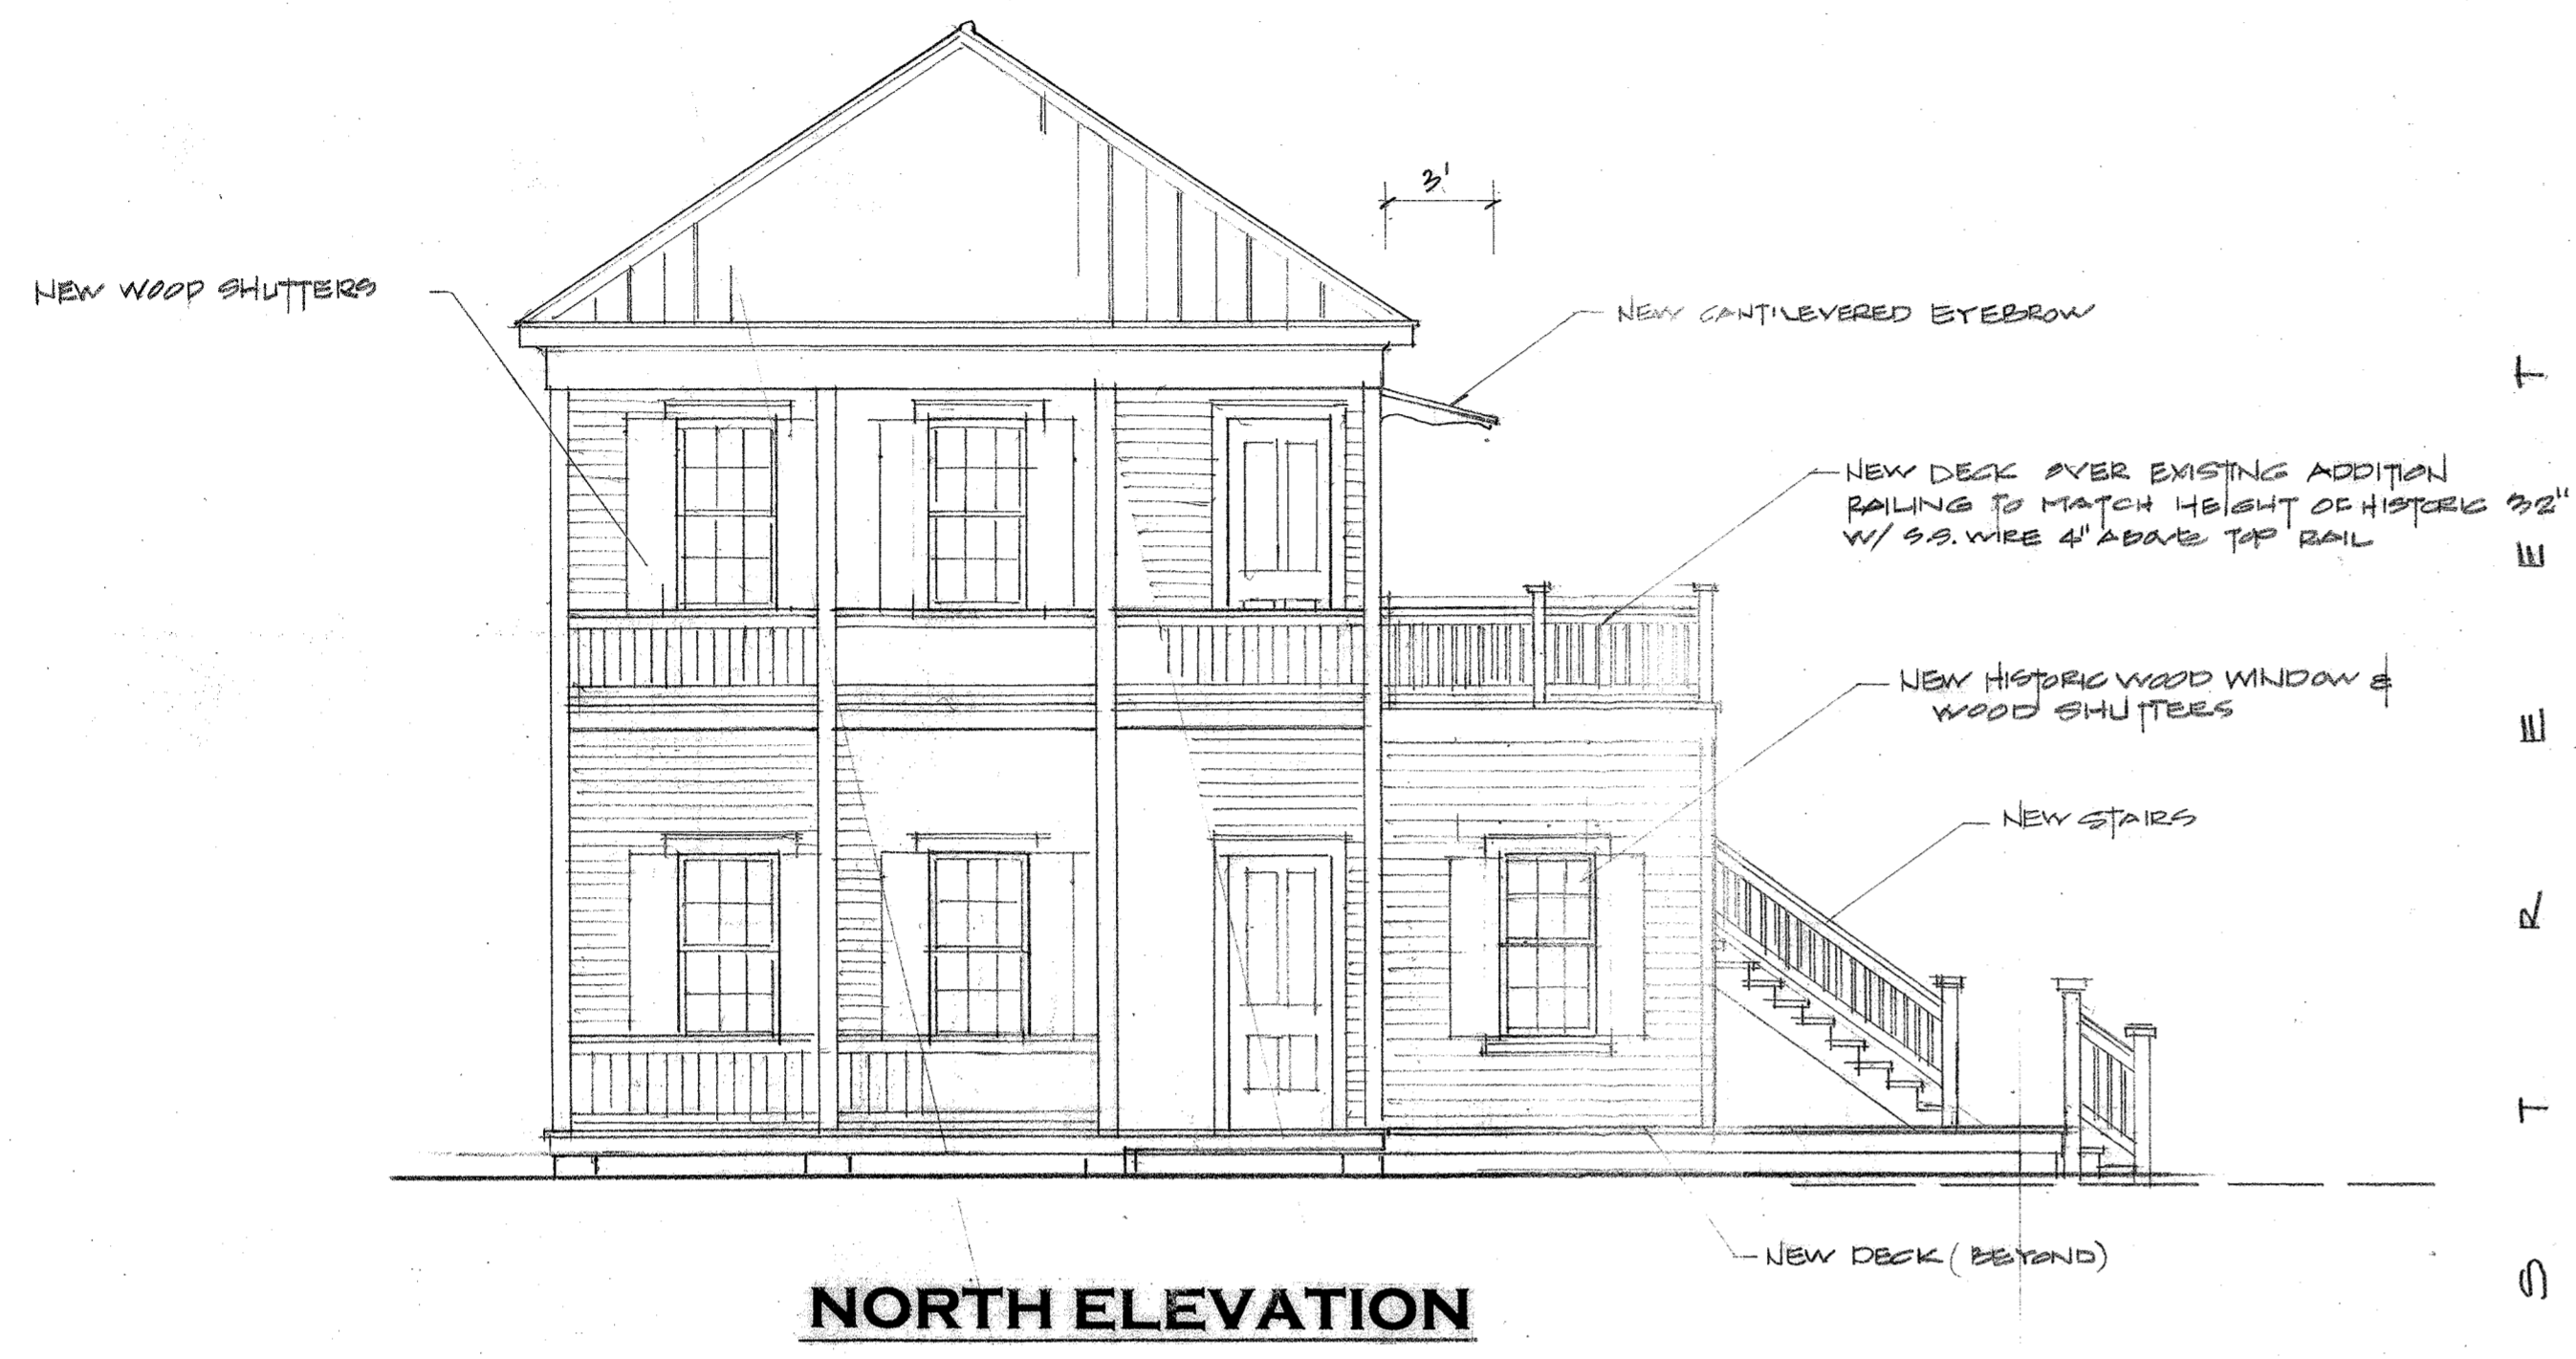 3'
NEW WOOD SHUTTERS
NEW CANTILEVERED EYEBROW
NEW DECK OVER EXISTING ADDITION
RAILING TO MATCH HEIGHT OF HISTORIC 32"
W/ S.S. WIRE 4" ABOVE TOP RAIL
NEW HISTORIC WOOD WINDOW &
WOOD SHUTTERS
NEW STAIRS
NEW DECK (BEYOND)
STREET
NORTH ELEVATION